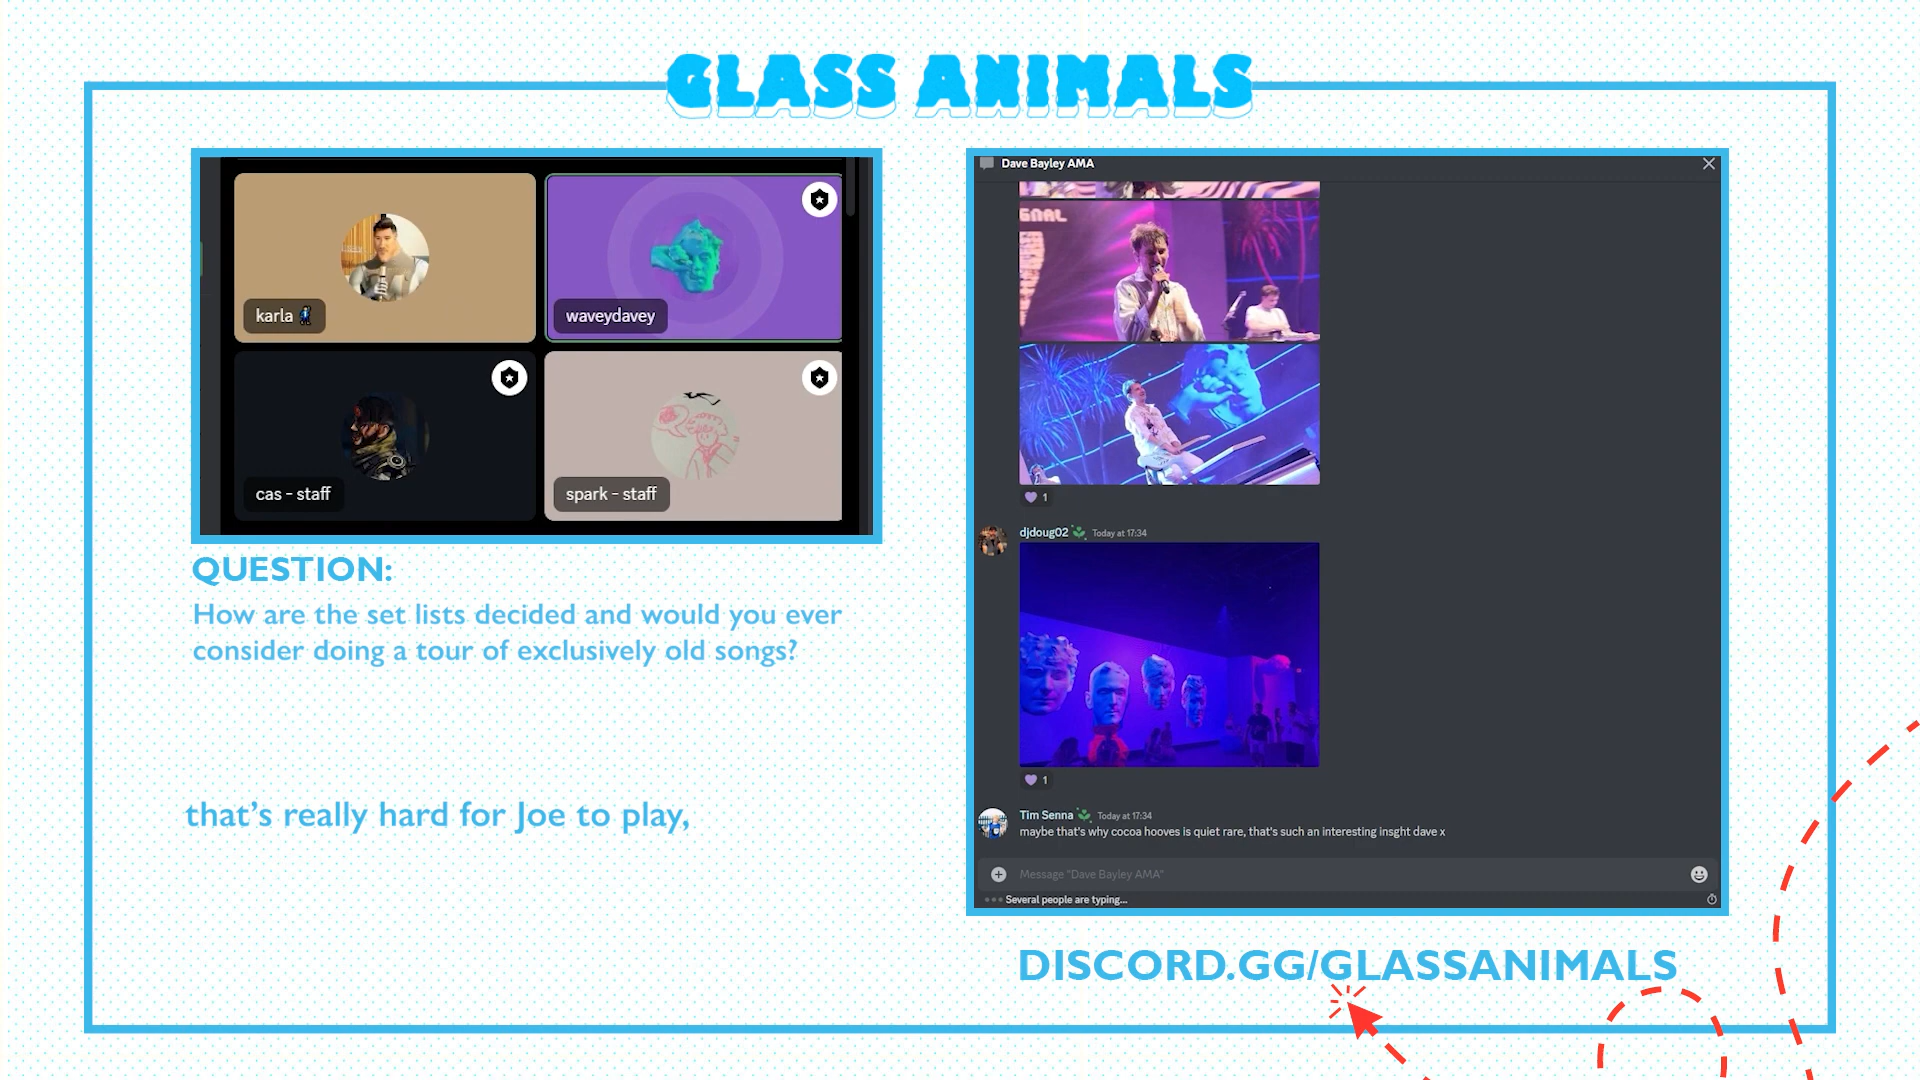 GLASS ANIMALS
karla
waveydavey
cas - staff
spark - staff
QUESTION:
How are the set lists decided and would you ever
consider doing a tour of exclusively old songs?
that's really hard for Joe to play,
Dave Bayley AMA
GNAL
1
djdoug02 Today at 17:34
1
Tim Senna Today at 17:34
maybe that's why cocoa hooves is quiet rare, that's such an interesting insght dave x
Message "Dave Bayley AMA"
Several people are typing...
DISCORD.GG/GLASSANIMALS